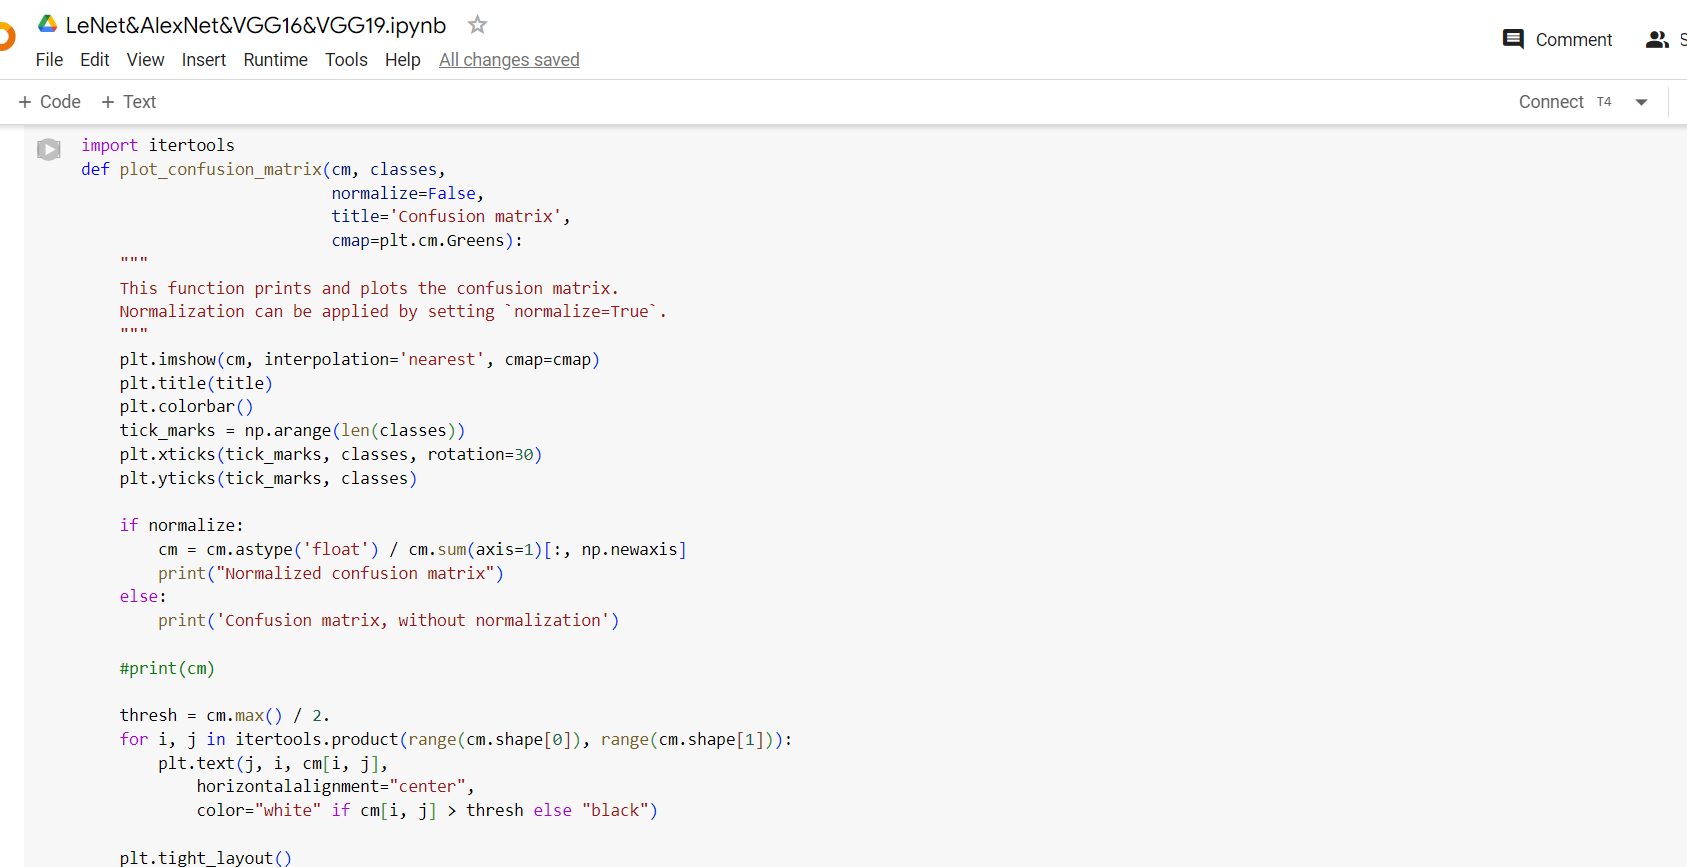 LeNet&AlexNet&VGG16&VGG19.ipynb
File Edit View Insert Runtime Tools Help All changes saved
Comment
+ Code + Text
Connect T4
import itertools
def plot_confusion_matrix(cm, classes,
                          normalize=False,
                          title='Confusion matrix',
                          cmap=plt.cm.Greens):
    """
    This function prints and plots the confusion matrix.
    Normalization can be applied by setting `normalize=True`.
    """
    plt.imshow(cm, interpolation='nearest', cmap=cmap)
    plt.title(title)
    plt.colorbar()
    tick_marks = np.arange(len(classes))
    plt.xticks(tick_marks, classes, rotation=30)
    plt.yticks(tick_marks, classes)

    if normalize:
        cm = cm.astype('float') / cm.sum(axis=1)[:, np.newaxis]
        print("Normalized confusion matrix")
    else:
        print('Confusion matrix, without normalization')

    #print(cm)

    thresh = cm.max() / 2.
    for i, j in itertools.product(range(cm.shape[0]), range(cm.shape[1])):
        plt.text(j, i, cm[i, j],
            horizontalalignment="center",
            color="white" if cm[i, j] > thresh else "black")

    plt.tight_layout()